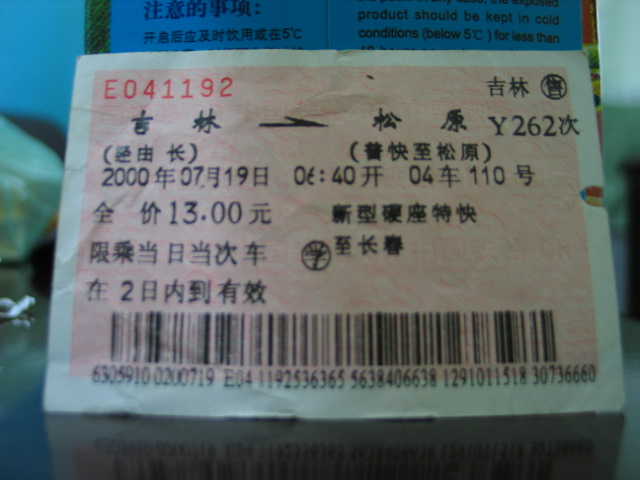 注意的事项:
开启后应及时饮用或在5℃
product should be kept in cold
conditions (below 5℃) for less than
E041192
吉林 售
吉 林 → 松 原 Y262次
(经由 长) (普快至松原)
2000年07月19日 06:40开 04车110号
全 价13.00元 新型硬座特快
限乘当日当次车 学 至长春
在 2日内到有效
6305910 0200719 E04 1192536365 5638406638 1291011518 30736660